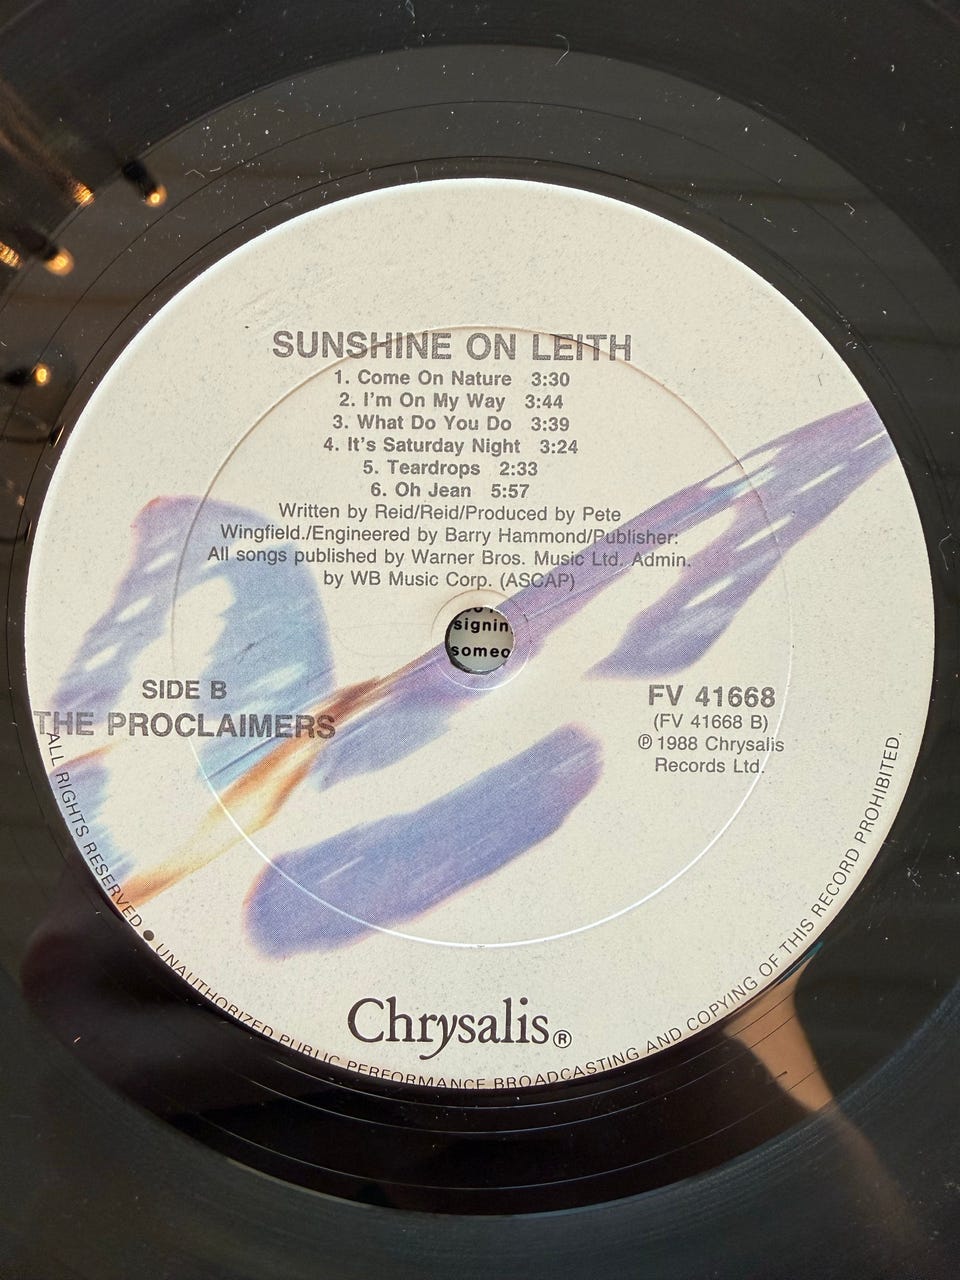 SUNSHINE ON LEITH
1. Come On Nature 3:30
2. I'm On My Way 3:44
3. What Do You Do 3:39
4. It's Saturday Night 3:24
5. Teardrops 2:33
6. Oh Jean 5:57
Written by Reid/Reid/Produced by Pete
Wingfield./Engineered by Barry Hammond/Publisher:
All songs published by Warner Bros. Music Ltd. Admin.
by WB Music Corp. (ASCAP)
signin
someo
SIDE B
THE PROCLAIMERS
FV 41668
(FV 41668 B)
℗ 1988 Chrysalis
Records Ltd.
Chrysalis®
ALL RIGHTS RESERVED • UNAUTHORIZED PUBLIC PERFORMANCE BROADCASTING AND COPYING OF THIS RECORD PROHIBITED.